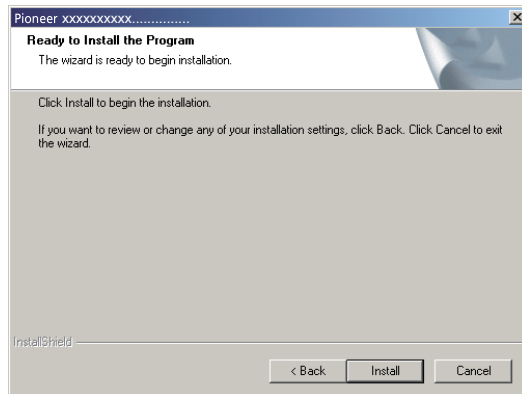 Pioneer xxxxxxxxxx...............
Ready to Install the Program
The wizard is ready to begin installation.
Click Install to begin the installation.
If you want to review or change any of your installation settings, click Back. Click Cancel to exit
the wizard.
InstallShield
< Back Install Cancel